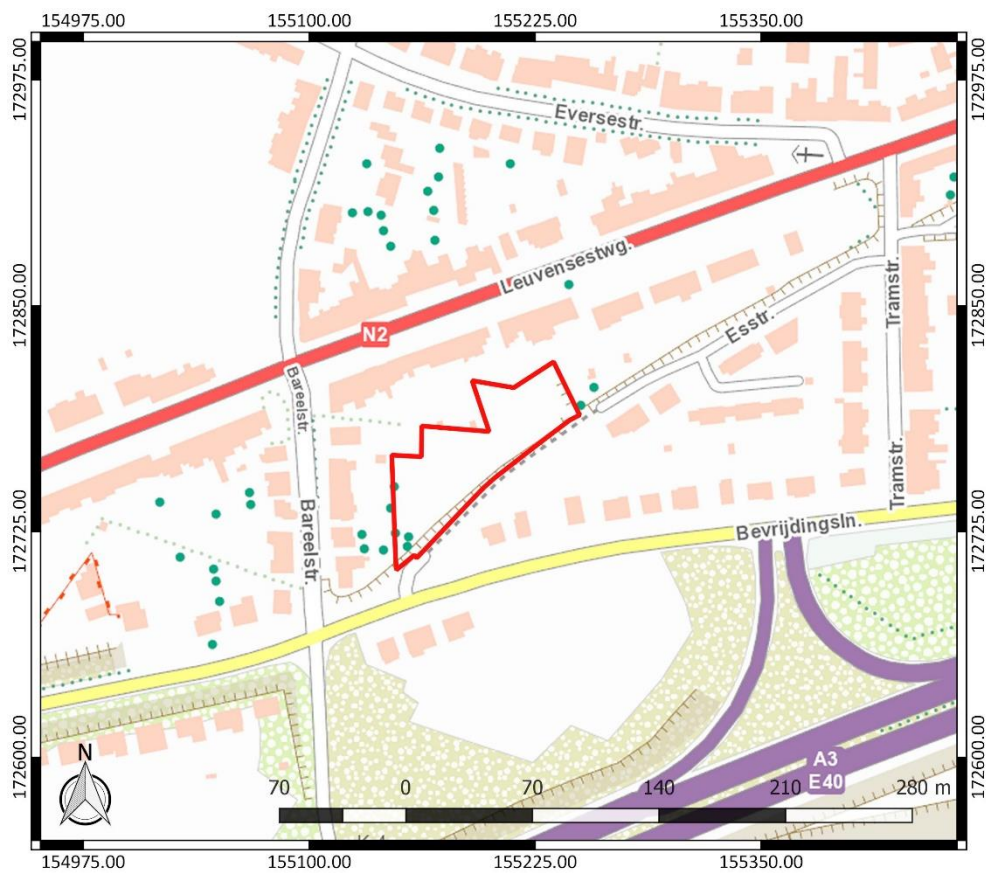 154975.00 155100.00 155225.00 155350.00
172975.00
172975.00
Eversestr.
Leuvensestwg.
172850.00
Tramstr.
172850.00
N2
Esstr.
Bareelstr.
Tramstr.
172725.00
Bareelstr.
Bevrijdingsln.
172725.00
172600.00
N
A3
E40
172600.00
70 0 70 140 210 280 m
154975.00 155100.00 155225.00 155350.00